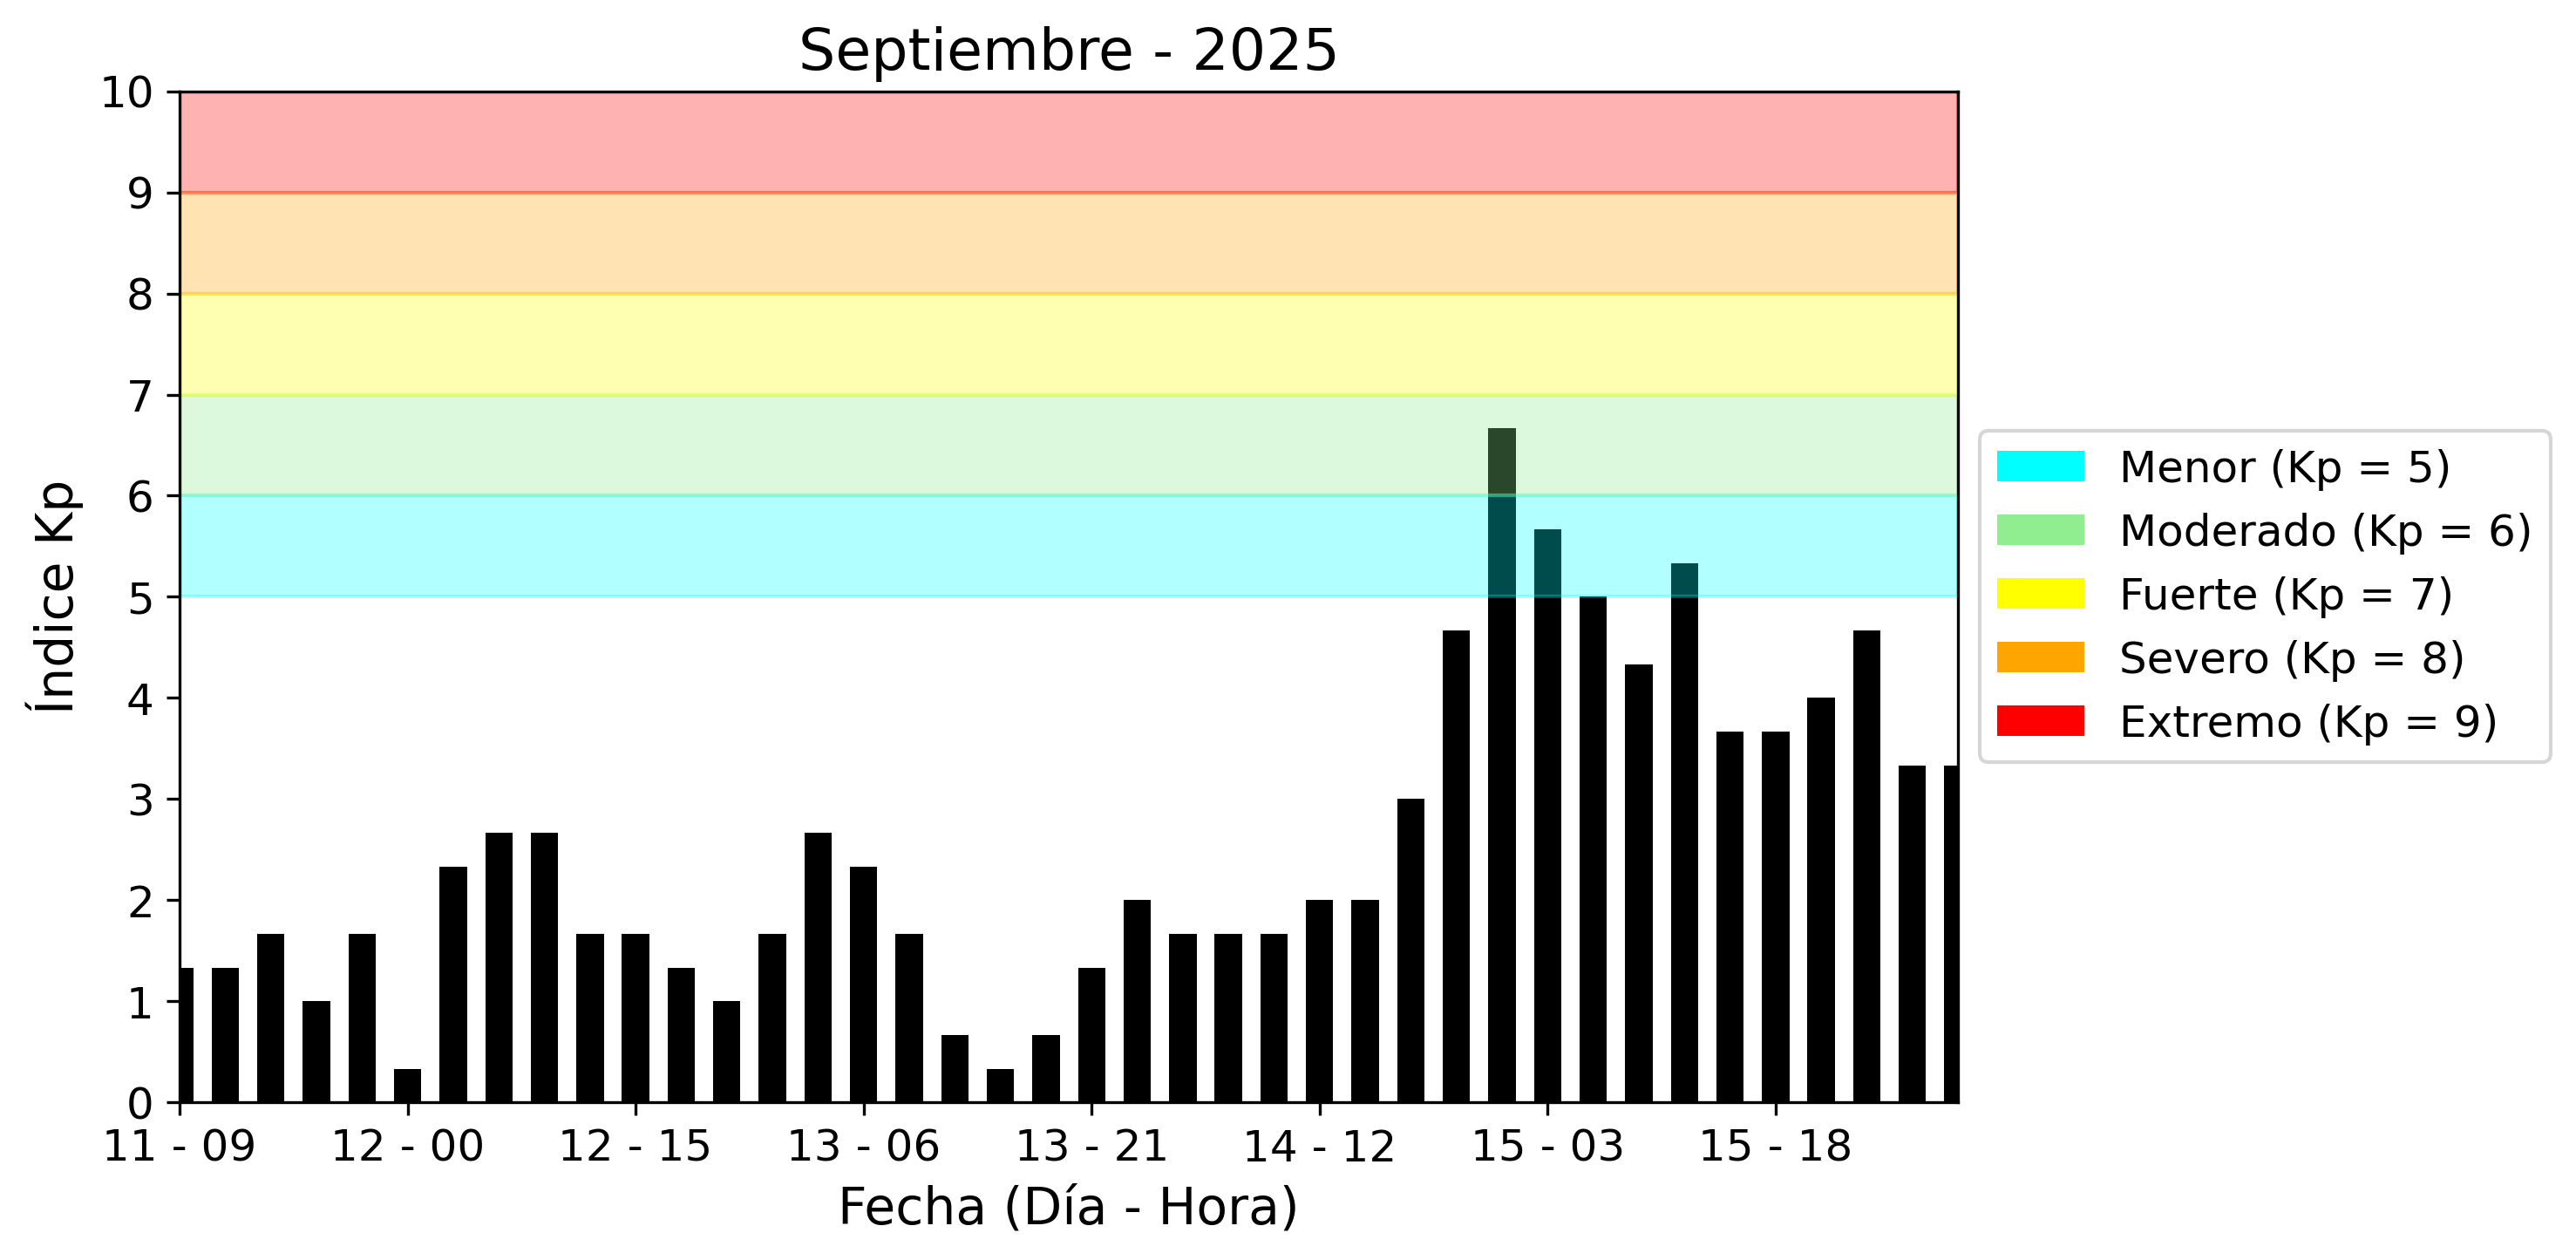 Septiembre - 2025
10
9
8
7
6
5
4
3
2
1
0
Índice Kp
11 - 09
12 - 00
12 - 15
13 - 06
13 - 21
14 - 12
15 - 03
15 - 18
Fecha (Día - Hora)
Menor (Kp = 5)
Moderado (Kp = 6)
Fuerte (Kp = 7)
Severo (Kp = 8)
Extremo (Kp = 9)